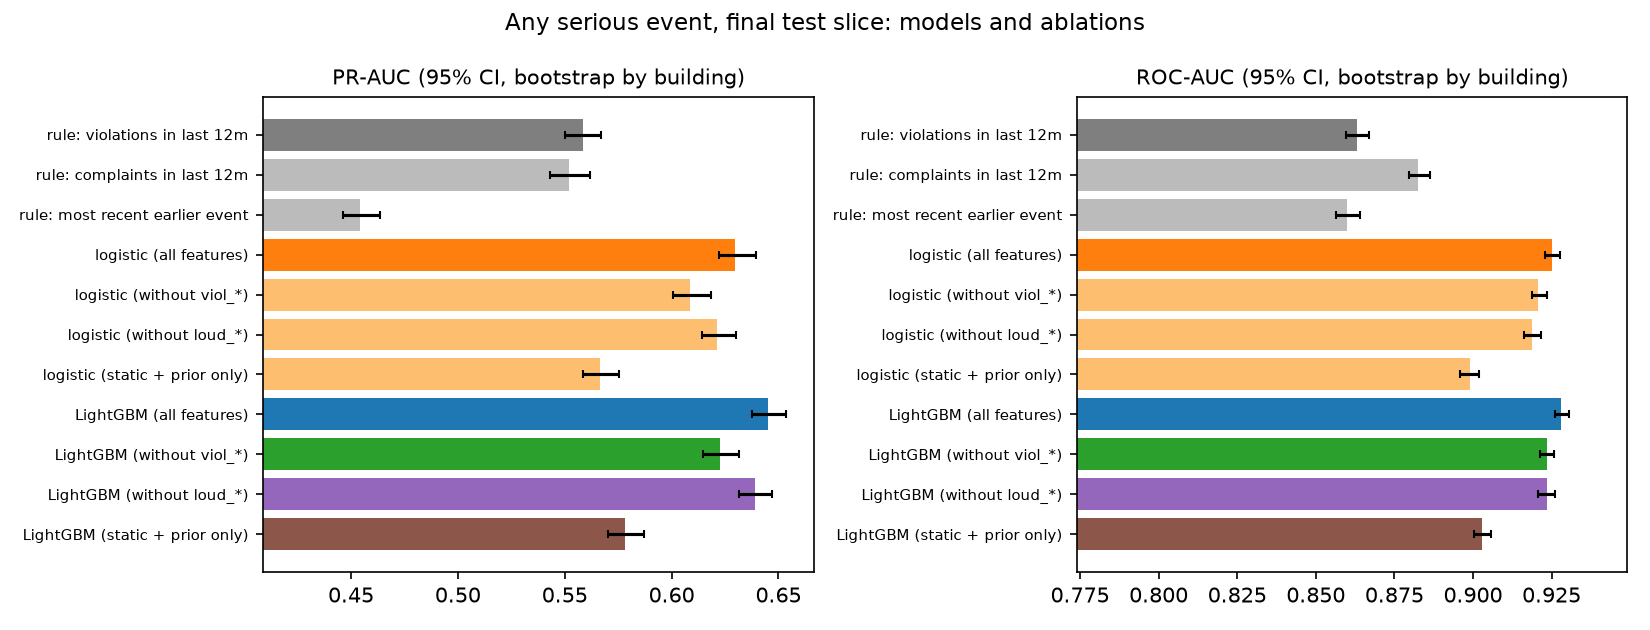 Any serious event, final test slice: models and ablations
PR-AUC (95% CI, bootstrap by building)
rule: violations in last 12m
rule: complaints in last 12m
rule: most recent earlier event
logistic (all features)
logistic (without viol_*)
logistic (without loud_*)
logistic (static + prior only)
LightGBM (all features)
LightGBM (without viol_*)
LightGBM (without loud_*)
LightGBM (static + prior only)
0.45 0.50 0.55 0.60 0.65
ROC-AUC (95% CI, bootstrap by building)
rule: violations in last 12m
rule: complaints in last 12m
rule: most recent earlier event
logistic (all features)
logistic (without viol_*)
logistic (without loud_*)
logistic (static + prior only)
LightGBM (all features)
LightGBM (without viol_*)
LightGBM (without loud_*)
LightGBM (static + prior only)
0.775 0.800 0.825 0.850 0.875 0.900 0.925